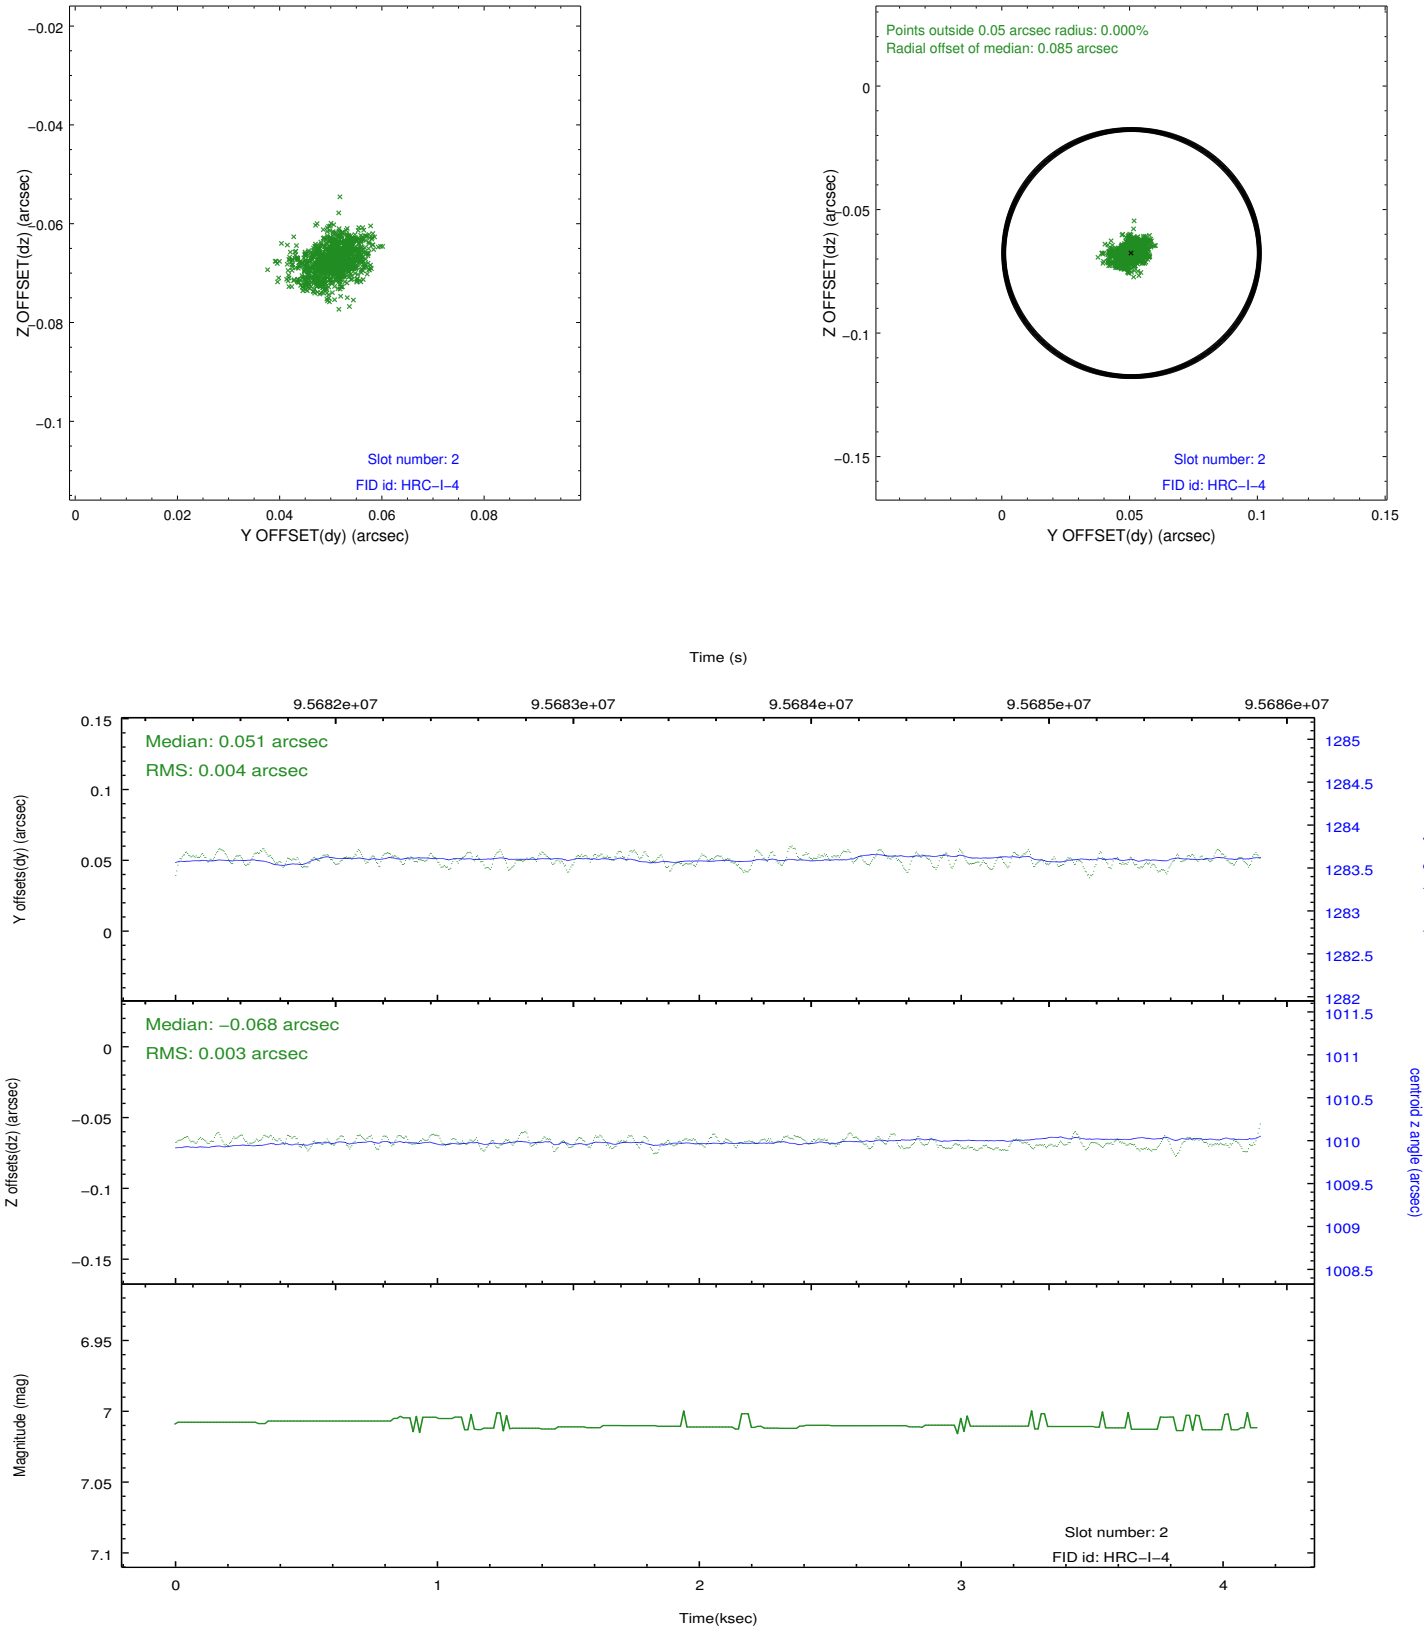 −0.02
−0.04
−0.06
−0.08
−0.1
Z OFFSET(dz) (arcsec)
Slot number: 2
FID id: HRC−I−4
0 0.02 0.04 0.06 0.08
Y OFFSET(dy) (arcsec)
Points outside 0.05 arcsec radius: 0.000%
Radial offset of median: 0.085 arcsec
0
−0.05
−0.1
−0.15
Z OFFSET(dz) (arcsec)
Slot number: 2
FID id: HRC−I−4
0 0.05 0.1 0.15
Y OFFSET(dy) (arcsec)
Time (s)
9.5682e+07 9.5683e+07 9.5684e+07 9.5685e+07 9.5686e+07
Median: 0.051 arcsec
RMS: 0.004 arcsec
0.15
0.1
0.05
0
Y offsets(dy) (arcsec)
1285
1284.5
1284
1283.5
1283
1282.5
1282
Median: −0.068 arcsec
RMS: 0.003 arcsec
0
−0.05
−0.1
−0.15
Z offsets(dz) (arcsec)
1011.5
1011
1010.5
1010
1009.5
1009
1008.5
centroid z angle (arcsec)
6.95
7
7.05
7.1
Magnitude (mag)
Slot number: 2
FID id: HRC−I−4
0 1 2 3 4
Time(ksec)